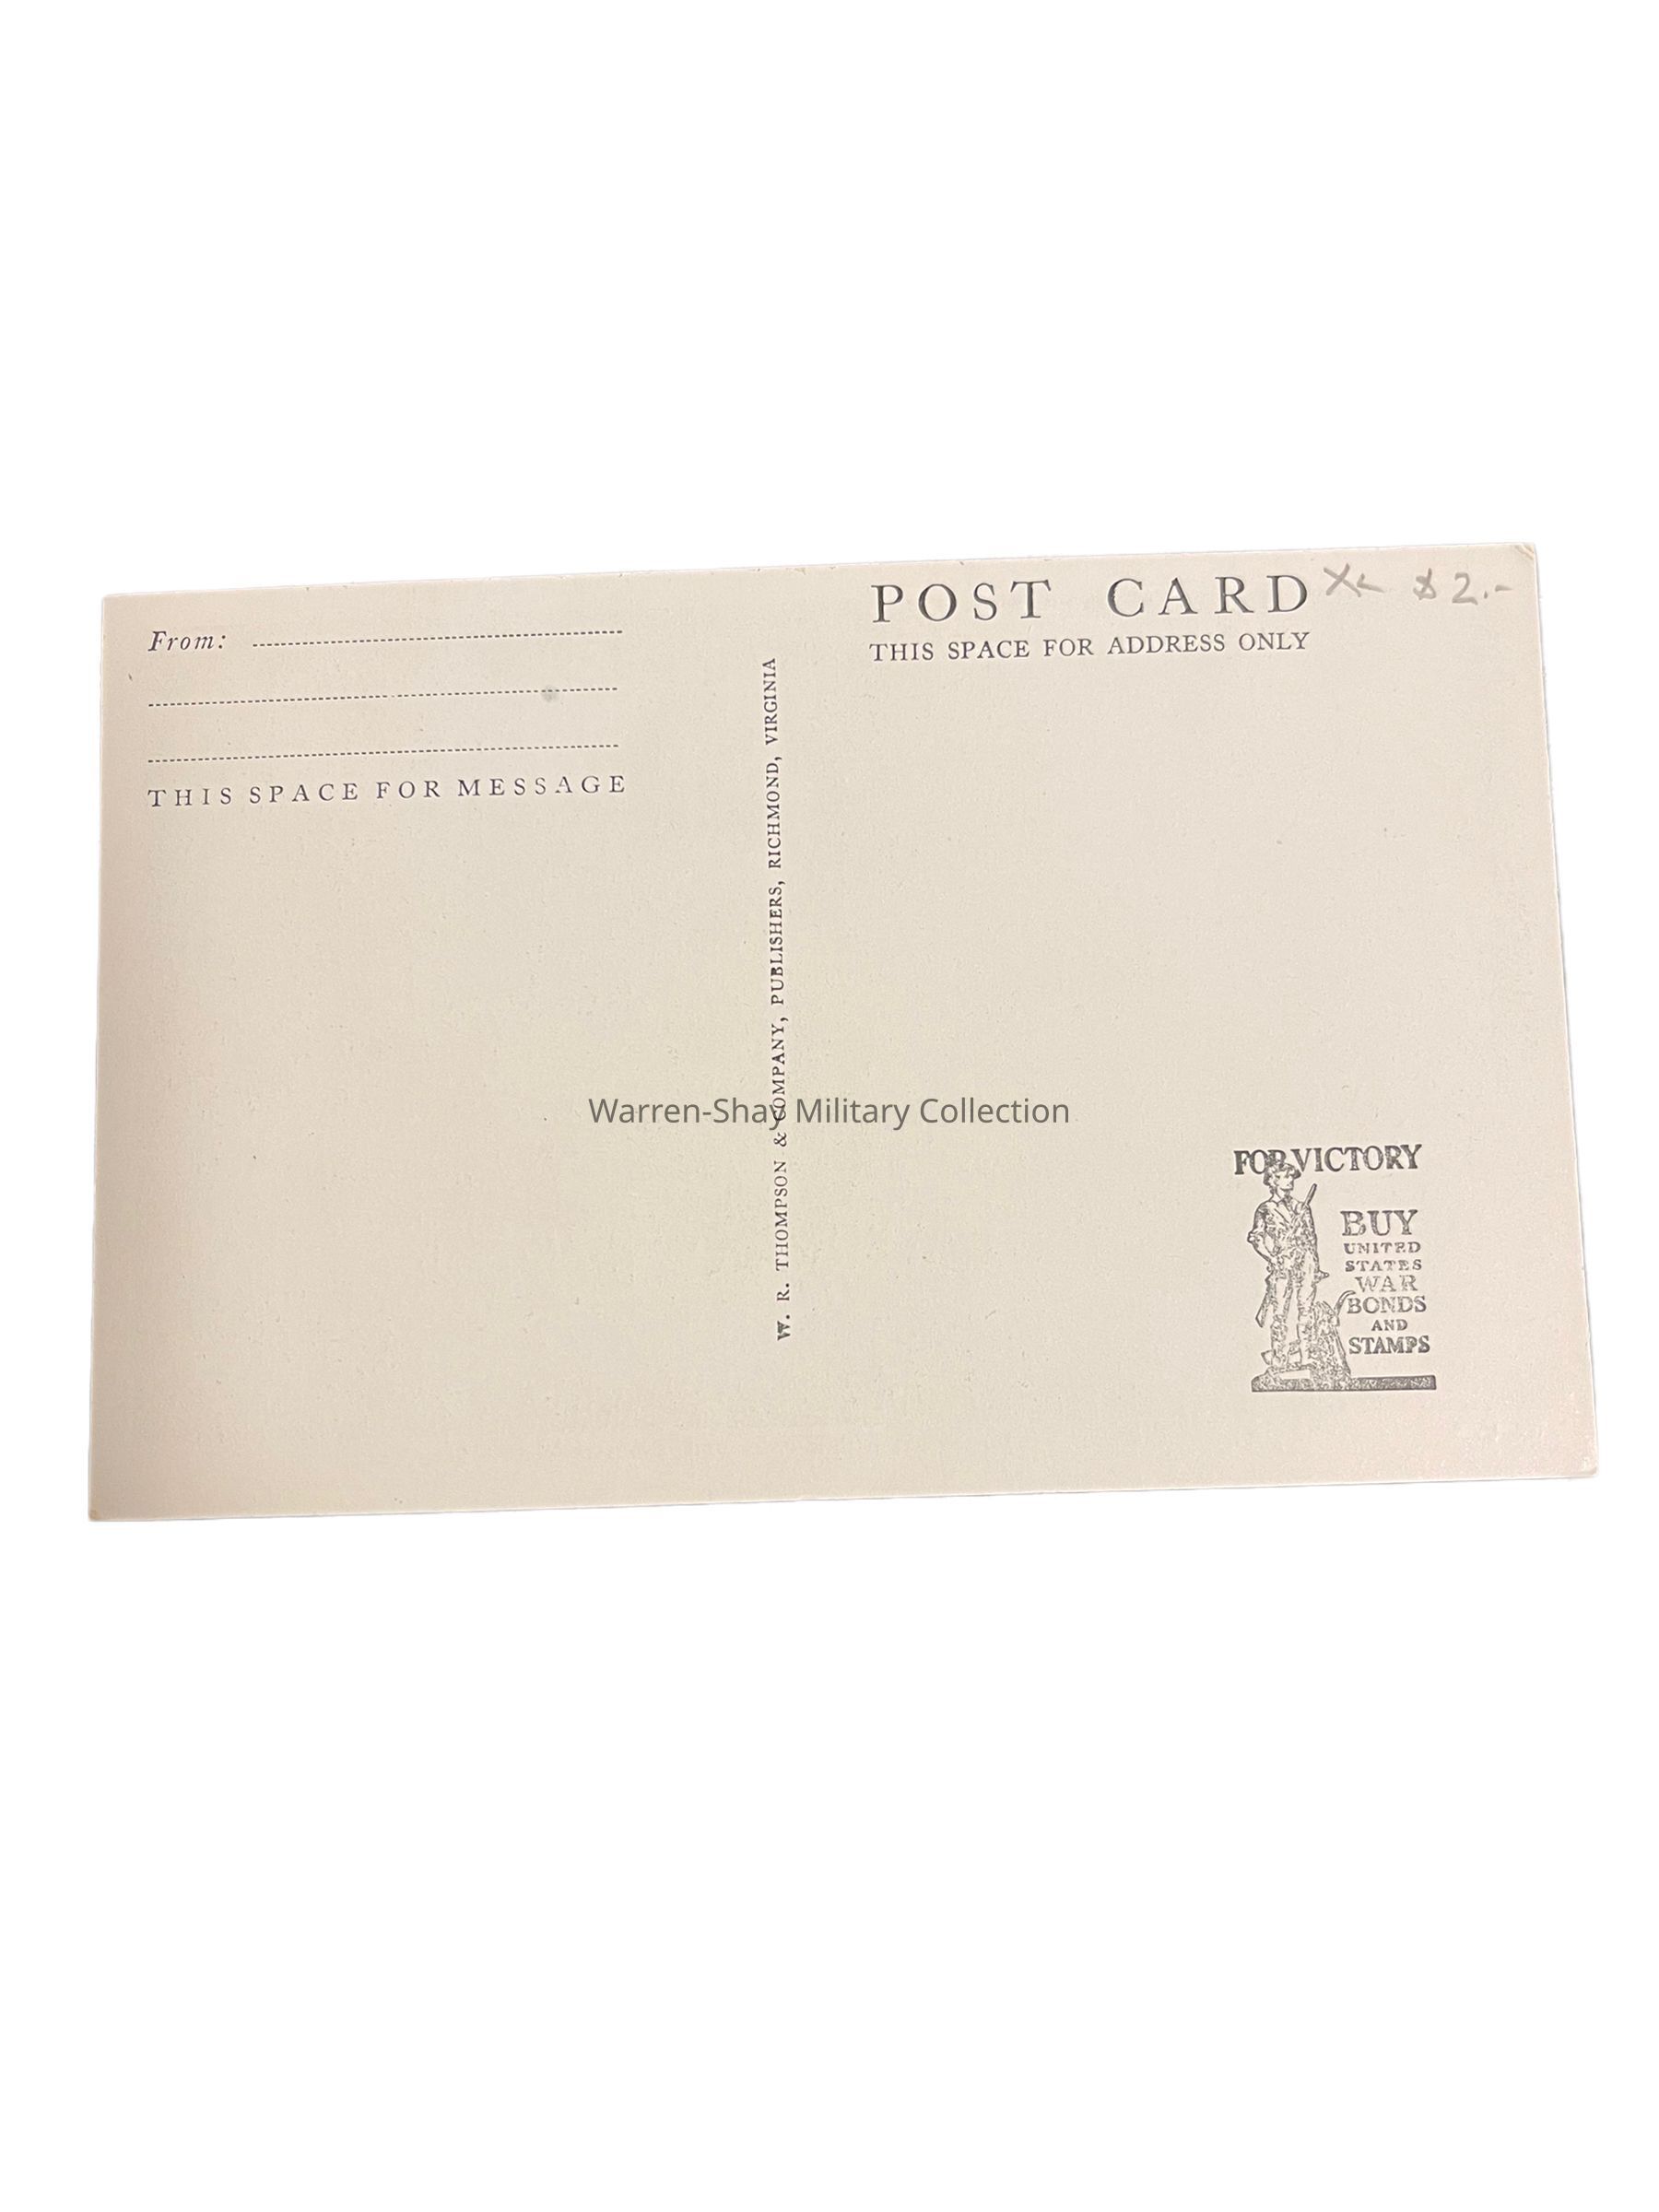 From:
THIS SPACE FOR MESSAGE
W. R. THOMPSON & COMPANY, PUBLISHERS, RICHMOND, VIRGINIA
POST CARD
$2.-
THIS SPACE FOR ADDRESS ONLY
Warren-Shay Military Collection
FOR VICTORY
BUY
UNITED
STATES
WAR
BONDS
AND
STAMPS